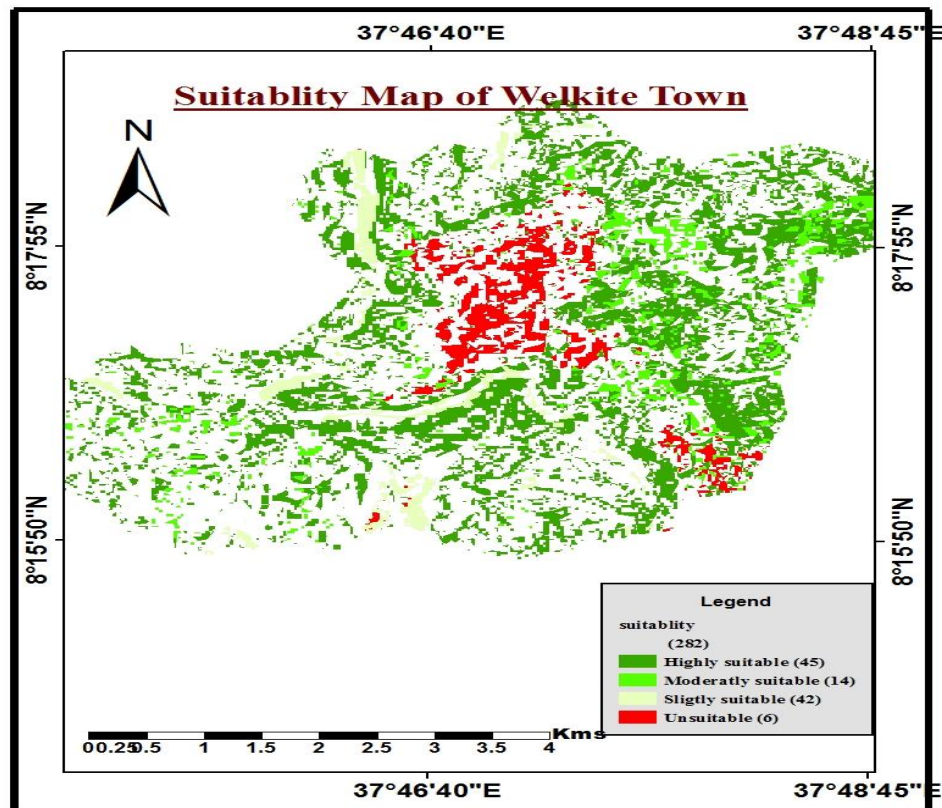 37°46'40"E 37°48'45"E
Suitablity Map of Welkite Town
N
8°17'55"N 8°17'55"N
8°15'50"N 8°15'50"N
Legend
suitablity
(282)
Highly suitable (45)
Moderatly suitable (14)
Sligtly suitable (42)
Unsuitable (6)
Kms
00.250.5 1 1.5 2 2.5 3 3.5 4
37°46'40"E 37°48'45"E